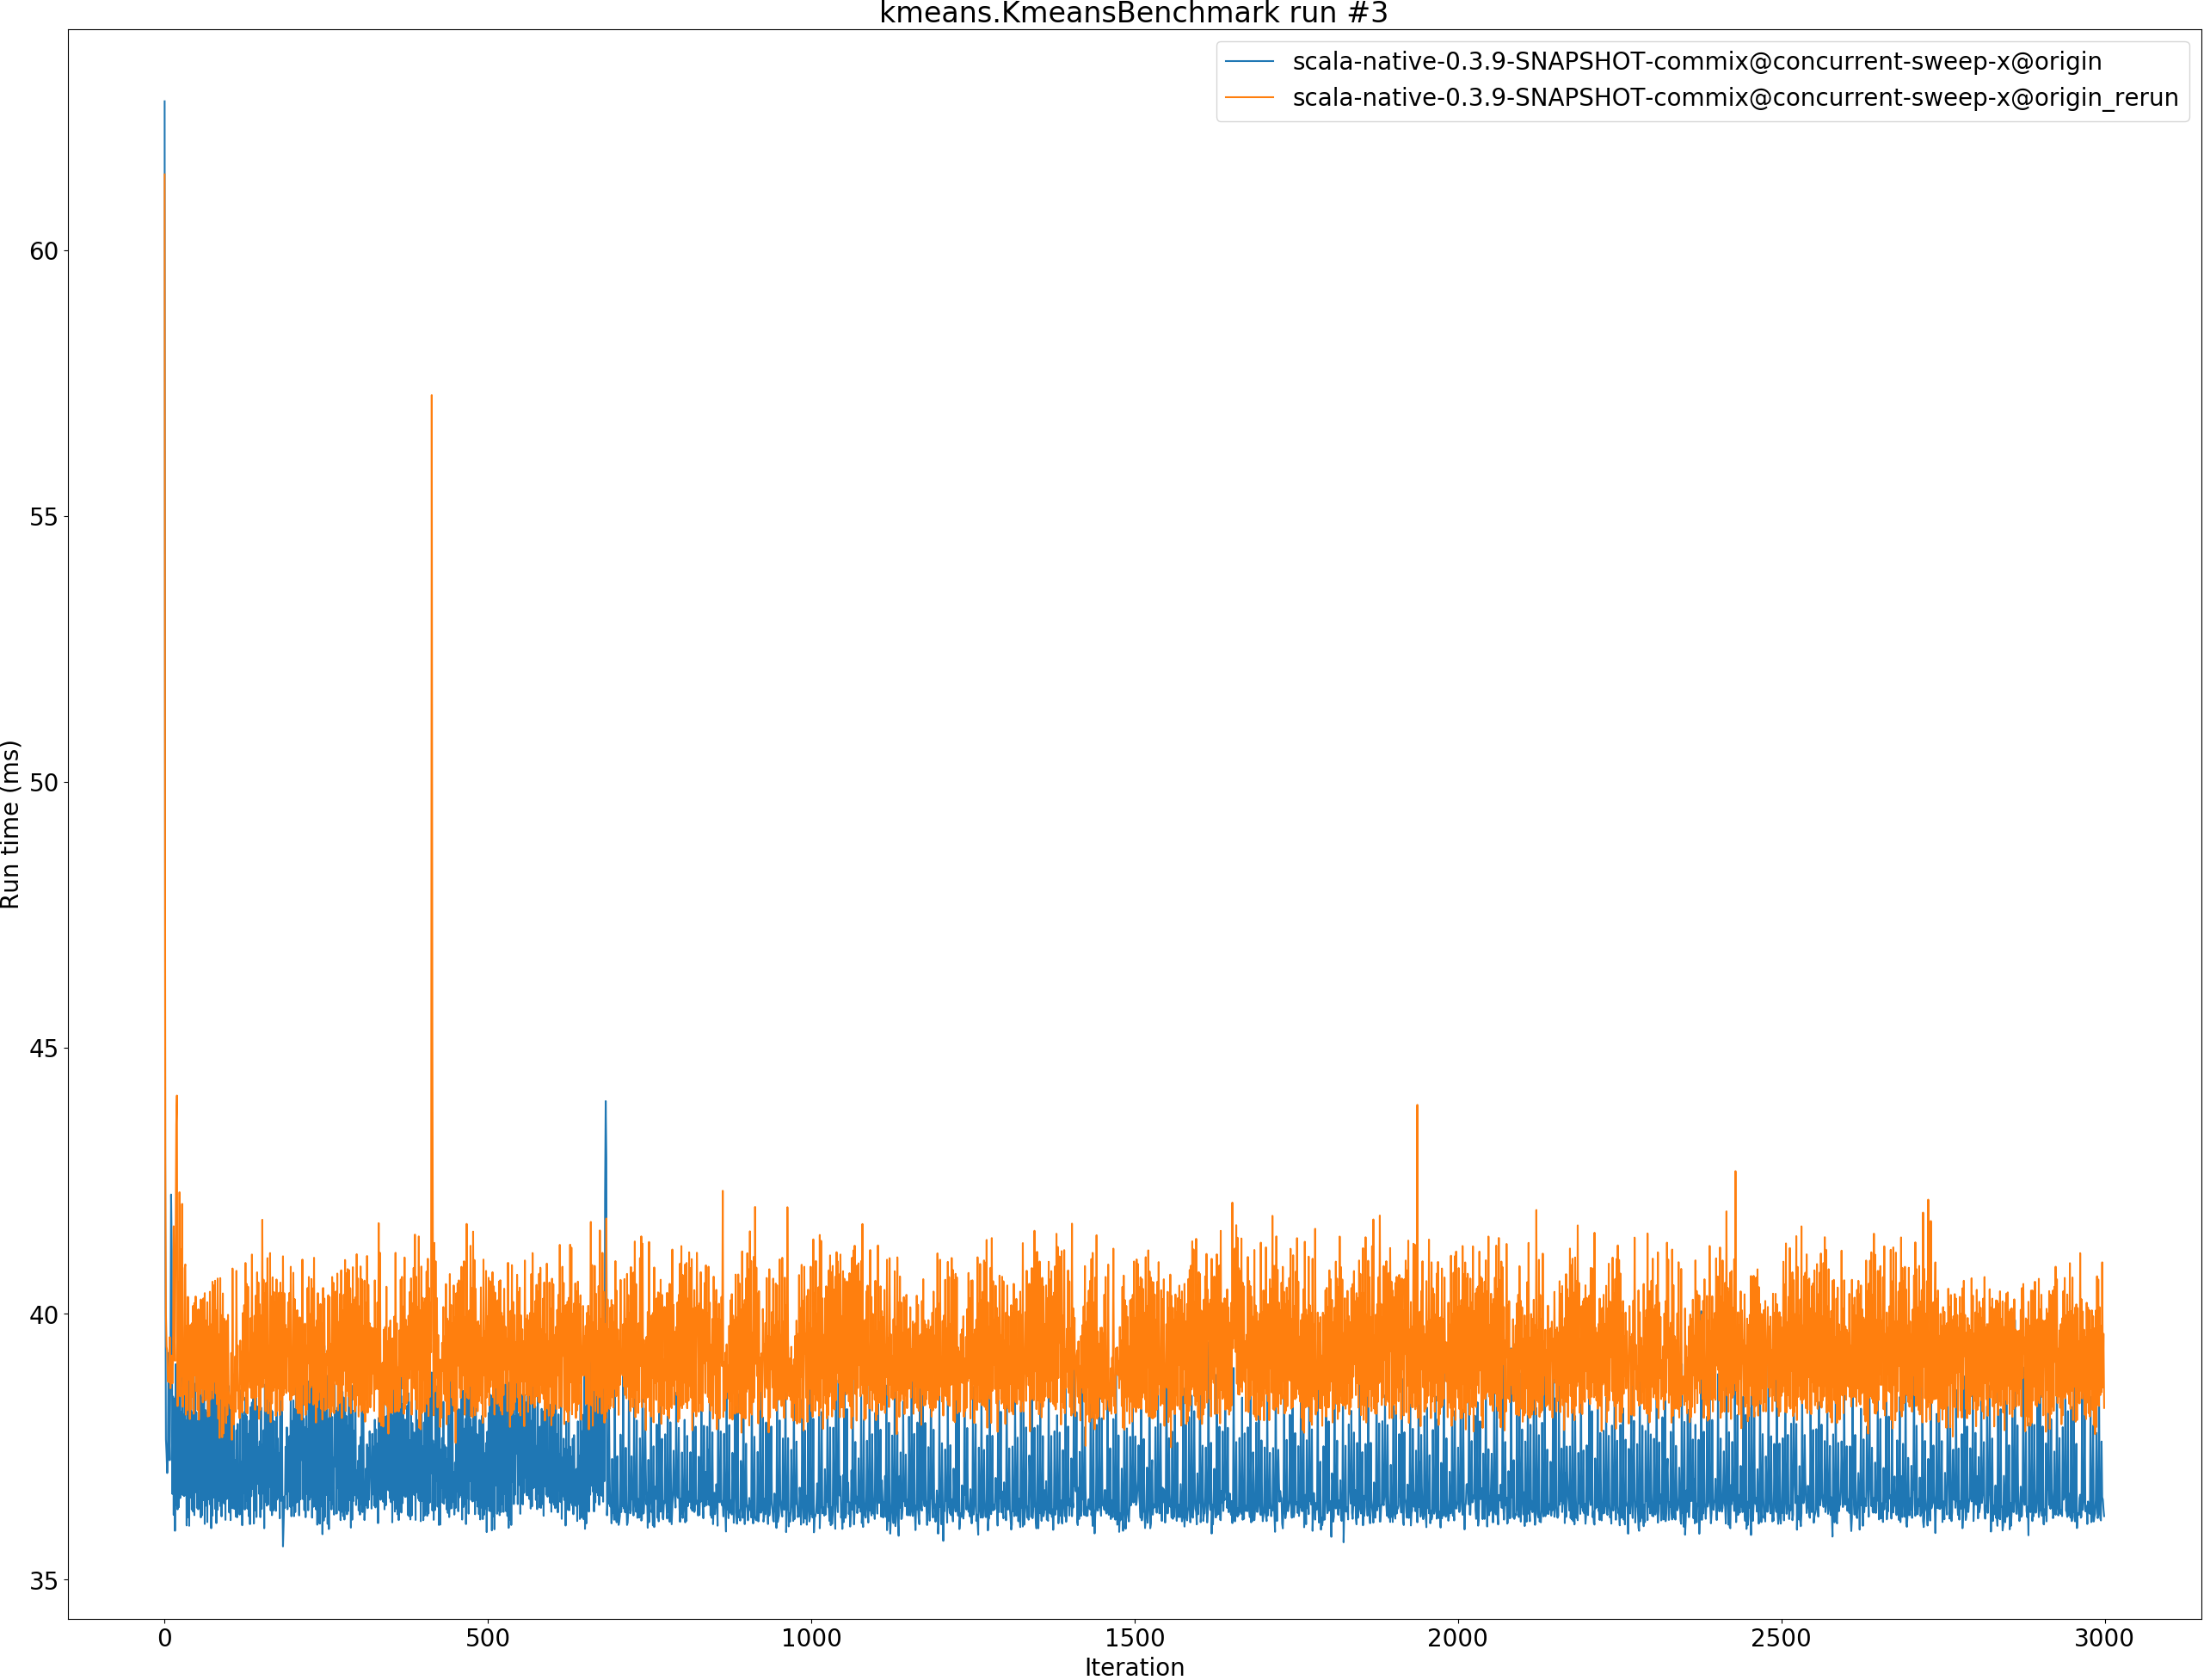 kmeans.KmeansBenchmark run #3
scala-native-0.3.9-SNAPSHOT-commix@concurrent-sweep-x@origin
scala-native-0.3.9-SNAPSHOT-commix@concurrent-sweep-x@origin_rerun
Run time (ms)
60
55
50
45
40
35
0 500 1000 1500 2000 2500 3000
Iteration